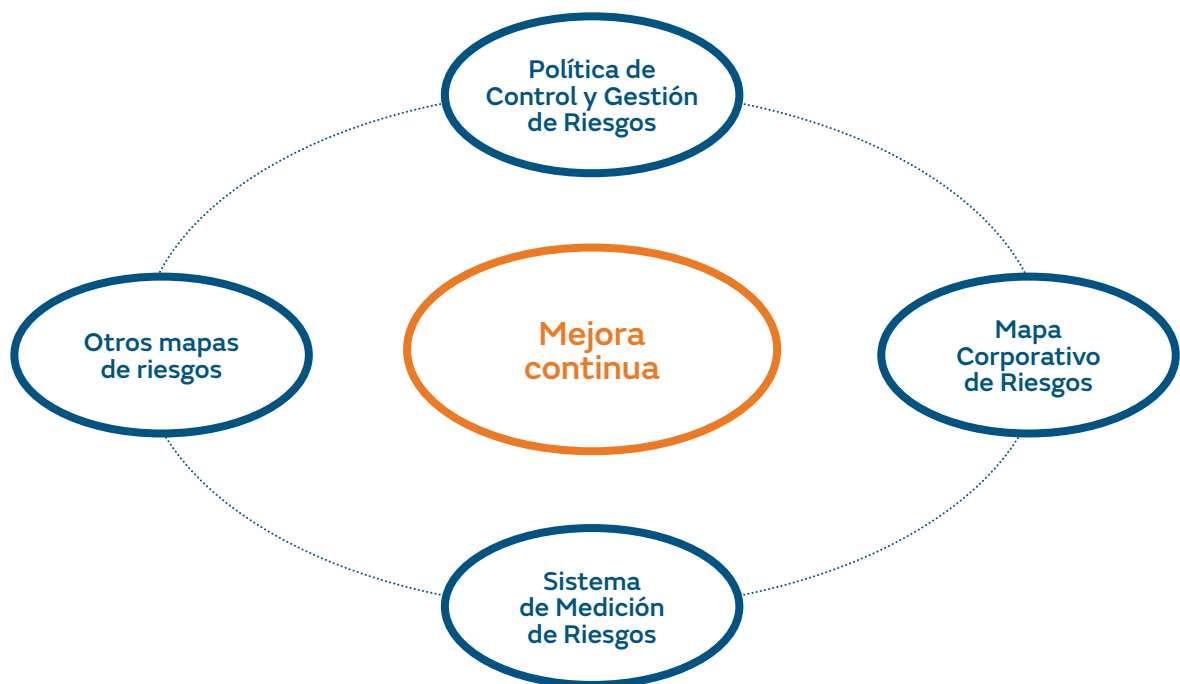 Política de
Control y Gestión
de Riesgos
Otros mapas
de riesgos
Mejora
continua
Mapa
Corporativo
de Riesgos
Sistema
de Medición
de Riesgos